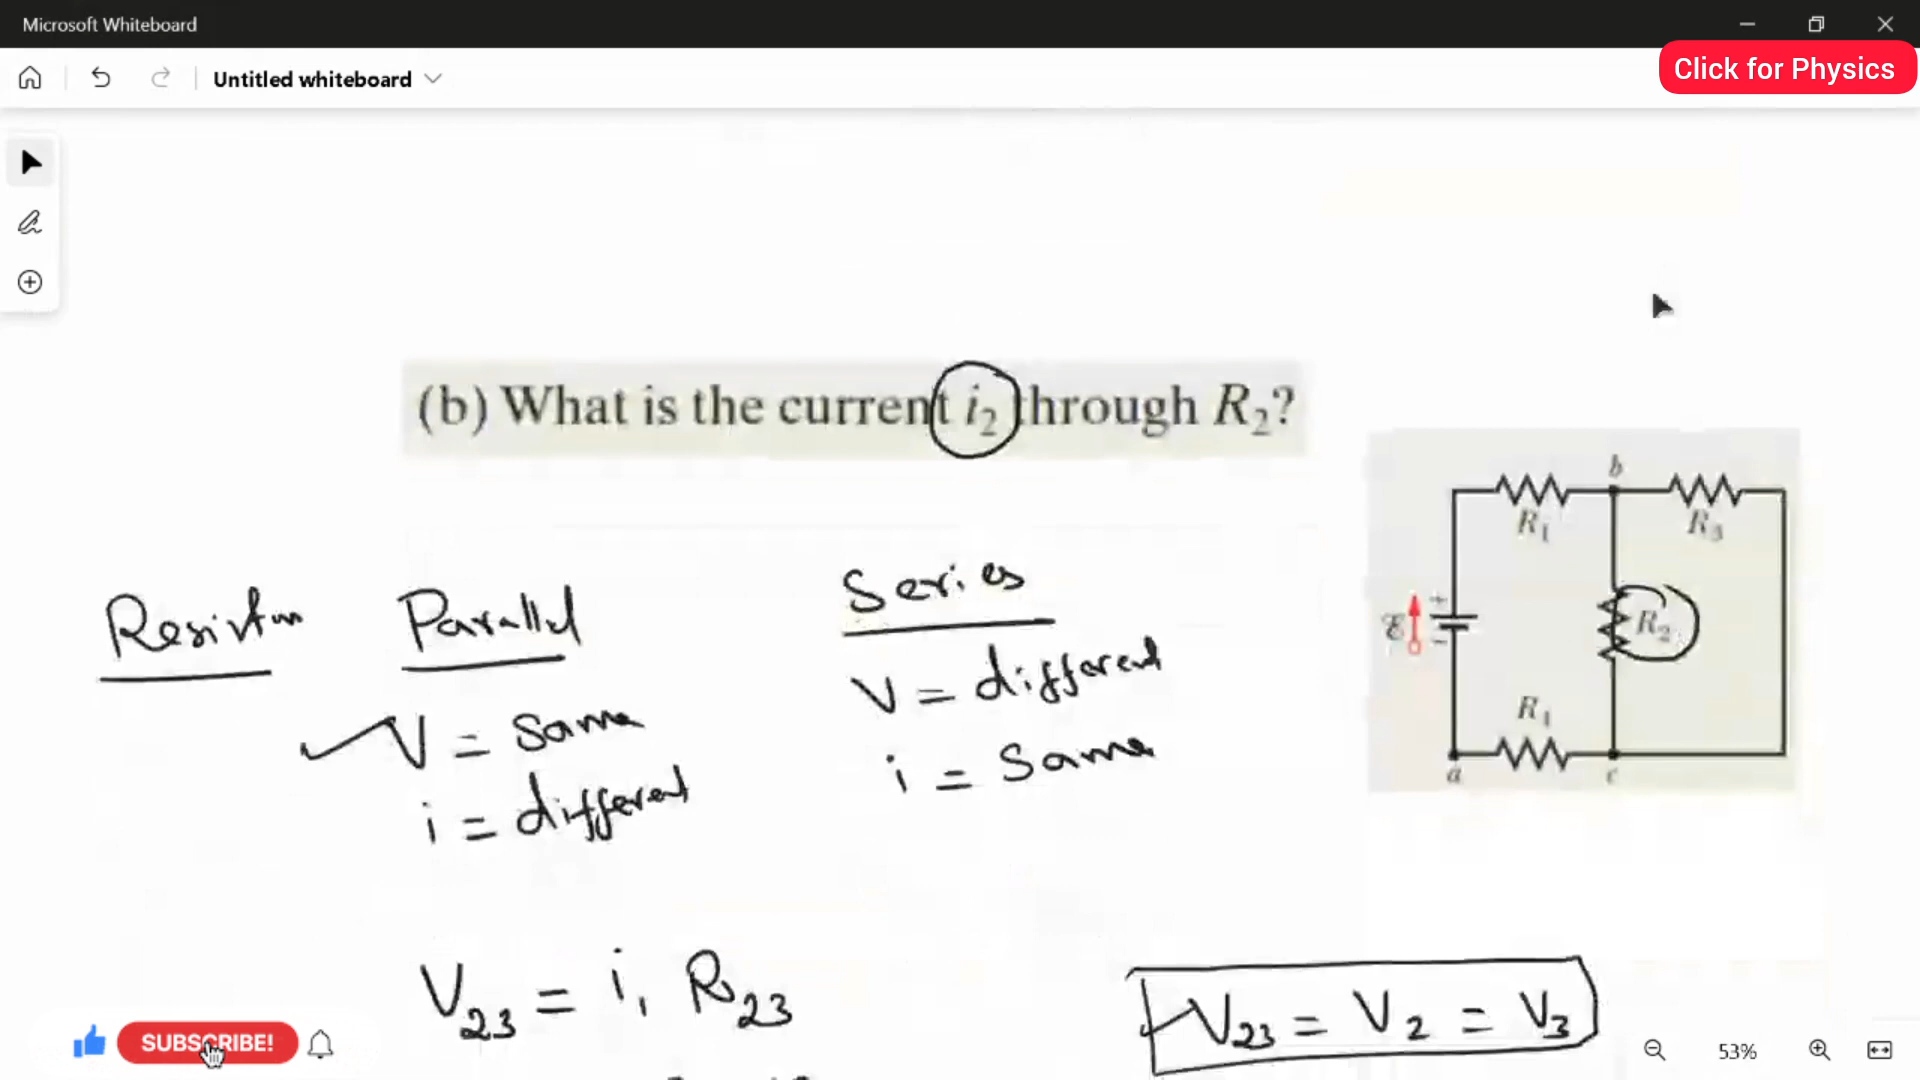 Microsoft Whiteboard
Untitled whiteboard
Click for Physics
(b) What is the current i₂ through R₂?
Resistor Parallel Series
V = same V = different
i = different i = same
b
R₁ R₃
ℰ + − R₂
R₁
a c
V₂₃ = i₁ R₂₃
V₂₃ = V₂ = V₃
SUBSCRIBE!
53%